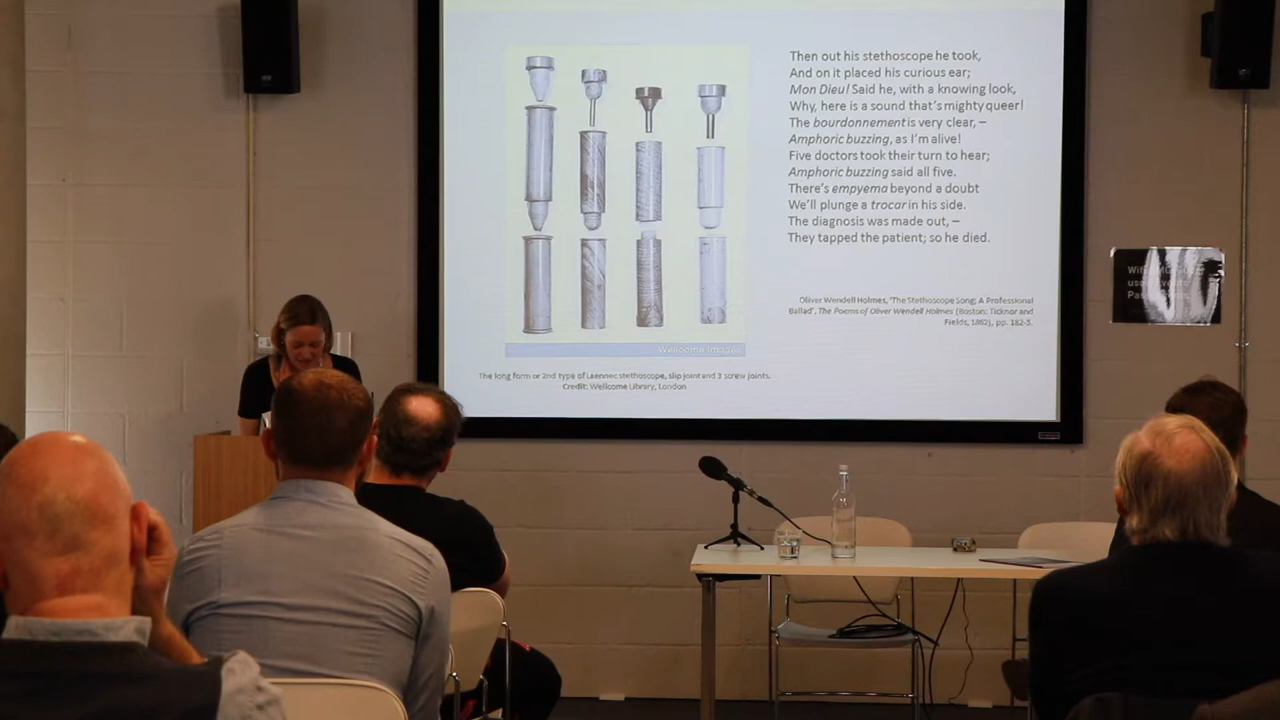 Then out his stethoscope he took,
And on it placed his curious ear;
Mon Dieu! Said he, with a knowing look,
Why, here is a sound that's mighty queer!
The bourdonnement is very clear, –
Amphoric buzzing, as I'm alive!
Five doctors took their turn to hear;
Amphoric buzzing said all five.
There's empyema beyond a doubt
We'll plunge a trocar in his side.
The diagnosis was made out, –
They tapped the patient; so he died.
Oliver Wendell Holmes, 'The Stethoscope Song: A Professional
Ballad', The Poems of Oliver Wendell Holmes (Boston: Ticknor and
Fields, 1862), pp. 182-5.
Wellcome Images
The long form or 2nd type of Laennec stethoscope, slip joint and 3 screw joints.
Credit: Wellcome Library, London